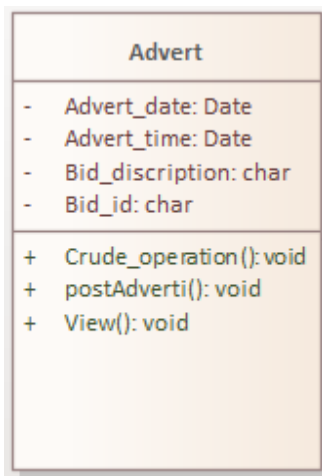 Advert
- Advert_date: Date
- Advert_time: Date
- Bid_discription: char
- Bid_id: char
+ Crude_operation(): void
+ postAdverti(): void
+ View(): void